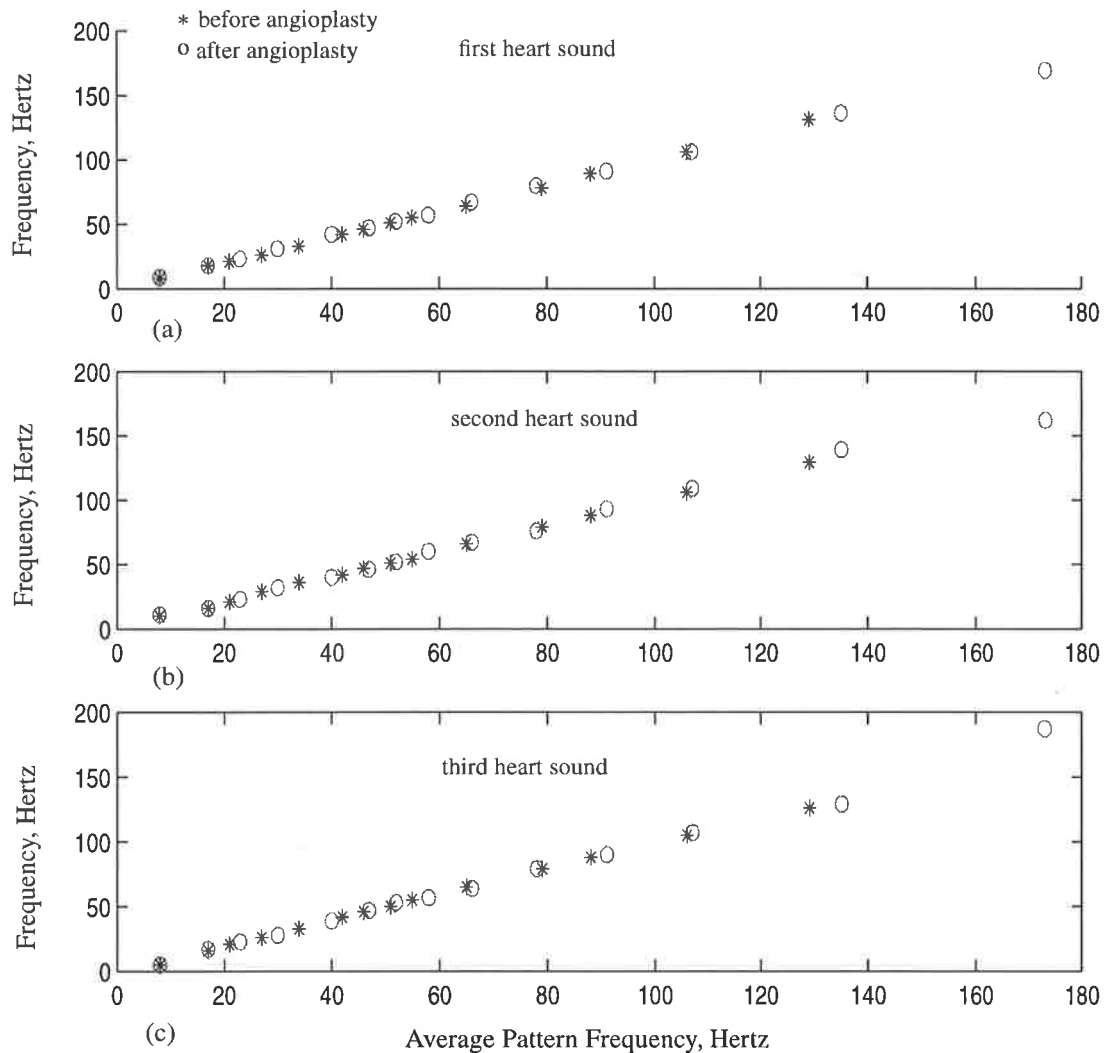 * before angioplasty
o after angioplasty
first heart sound
Frequency, Hertz
200
150
100
50
0
0 20 40 60 80 100 120 140 160 180
(a)
second heart sound
Frequency, Hertz
200
150
100
50
0
0 20 40 60 80 100 120 140 160 180
(b)
third heart sound
Frequency, Hertz
200
150
100
50
0
0 20 40 60 80 100 120 140 160 180
(c)
Average Pattern Frequency, Hertz